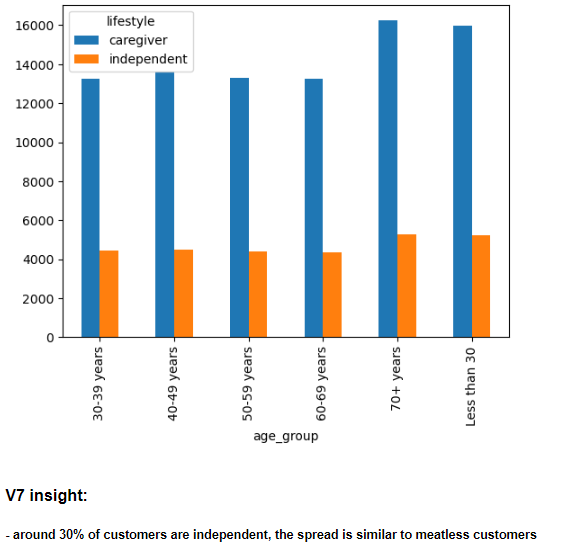 16000
14000
12000
10000
8000
6000
4000
2000
0
lifestyle
caregiver
independent
30-39 years
40-49 years
50-59 years
60-69 years
70+ years
Less than 30
age_group
V7 insight:
- around 30% of customers are independent, the spread is similar to meatless customers